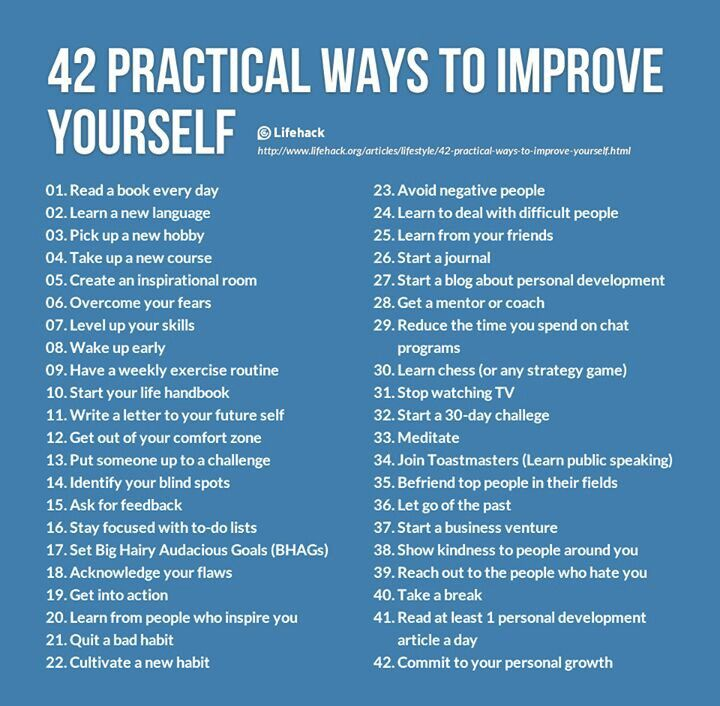 42 PRACTICAL WAYS TO IMPROVE
YOURSELF
Lifehack
http://www.lifehack.org/articles/lifestyle/42-practical-ways-to-improve-yourself.html
01. Read a book every day
02. Learn a new language
03. Pick up a new hobby
04. Take up a new course
05. Create an inspirational room
06. Overcome your fears
07. Level up your skills
08. Wake up early
09. Have a weekly exercise routine
10. Start your life handbook
11. Write a letter to your future self
12. Get out of your comfort zone
13. Put someone up to a challenge
14. Identify your blind spots
15. Ask for feedback
16. Stay focused with to-do lists
17. Set Big Hairy Audacious Goals (BHAGs)
18. Acknowledge your flaws
19. Get into action
20. Learn from people who inspire you
21. Quit a bad habit
22. Cultivate a new habit
23. Avoid negative people
24. Learn to deal with difficult people
25. Learn from your friends
26. Start a journal
27. Start a blog about personal development
28. Get a mentor or coach
29. Reduce the time you spend on chat
programs
30. Learn chess (or any strategy game)
31. Stop watching TV
32. Start a 30-day challege
33. Meditate
34. Join Toastmasters (Learn public speaking)
35. Befriend top people in their fields
36. Let go of the past
37. Start a business venture
38. Show kindness to people around you
39. Reach out to the people who hate you
40. Take a break
41. Read at least 1 personal development
article a day
42. Commit to your personal growth